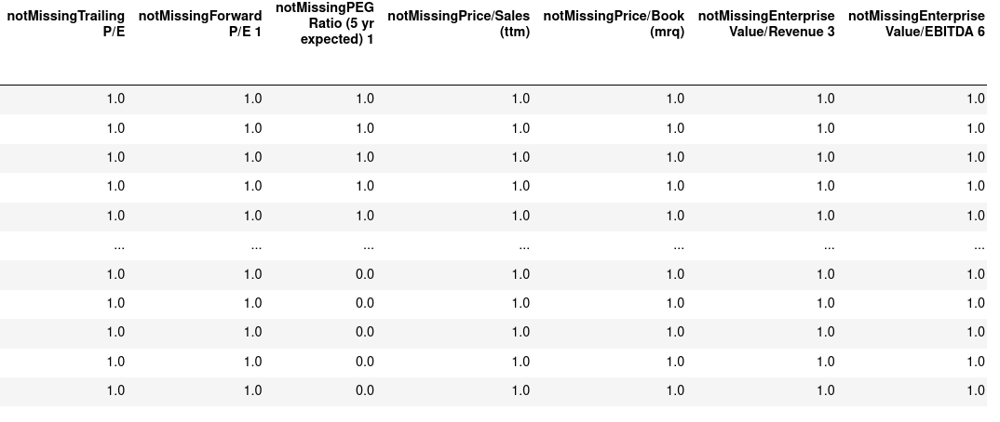 notMissingTrailing P/E notMissingForward P/E 1 notMissingPEG Ratio (5 yr expected) 1 notMissingPrice/Sales (ttm) notMissingPrice/Book (mrq) notMissingEnterprise Value/Revenue 3 notMissingEnterprise Value/EBITDA 6
1.0 1.0 1.0 1.0 1.0 1.0 1.0
1.0 1.0 1.0 1.0 1.0 1.0 1.0
1.0 1.0 1.0 1.0 1.0 1.0 1.0
1.0 1.0 1.0 1.0 1.0 1.0 1.0
1.0 1.0 1.0 1.0 1.0 1.0 1.0
... ... ... ... ... ... ...
1.0 1.0 0.0 1.0 1.0 1.0 1.0
1.0 1.0 0.0 1.0 1.0 1.0 1.0
1.0 1.0 0.0 1.0 1.0 1.0 1.0
1.0 1.0 0.0 1.0 1.0 1.0 1.0
1.0 1.0 0.0 1.0 1.0 1.0 1.0